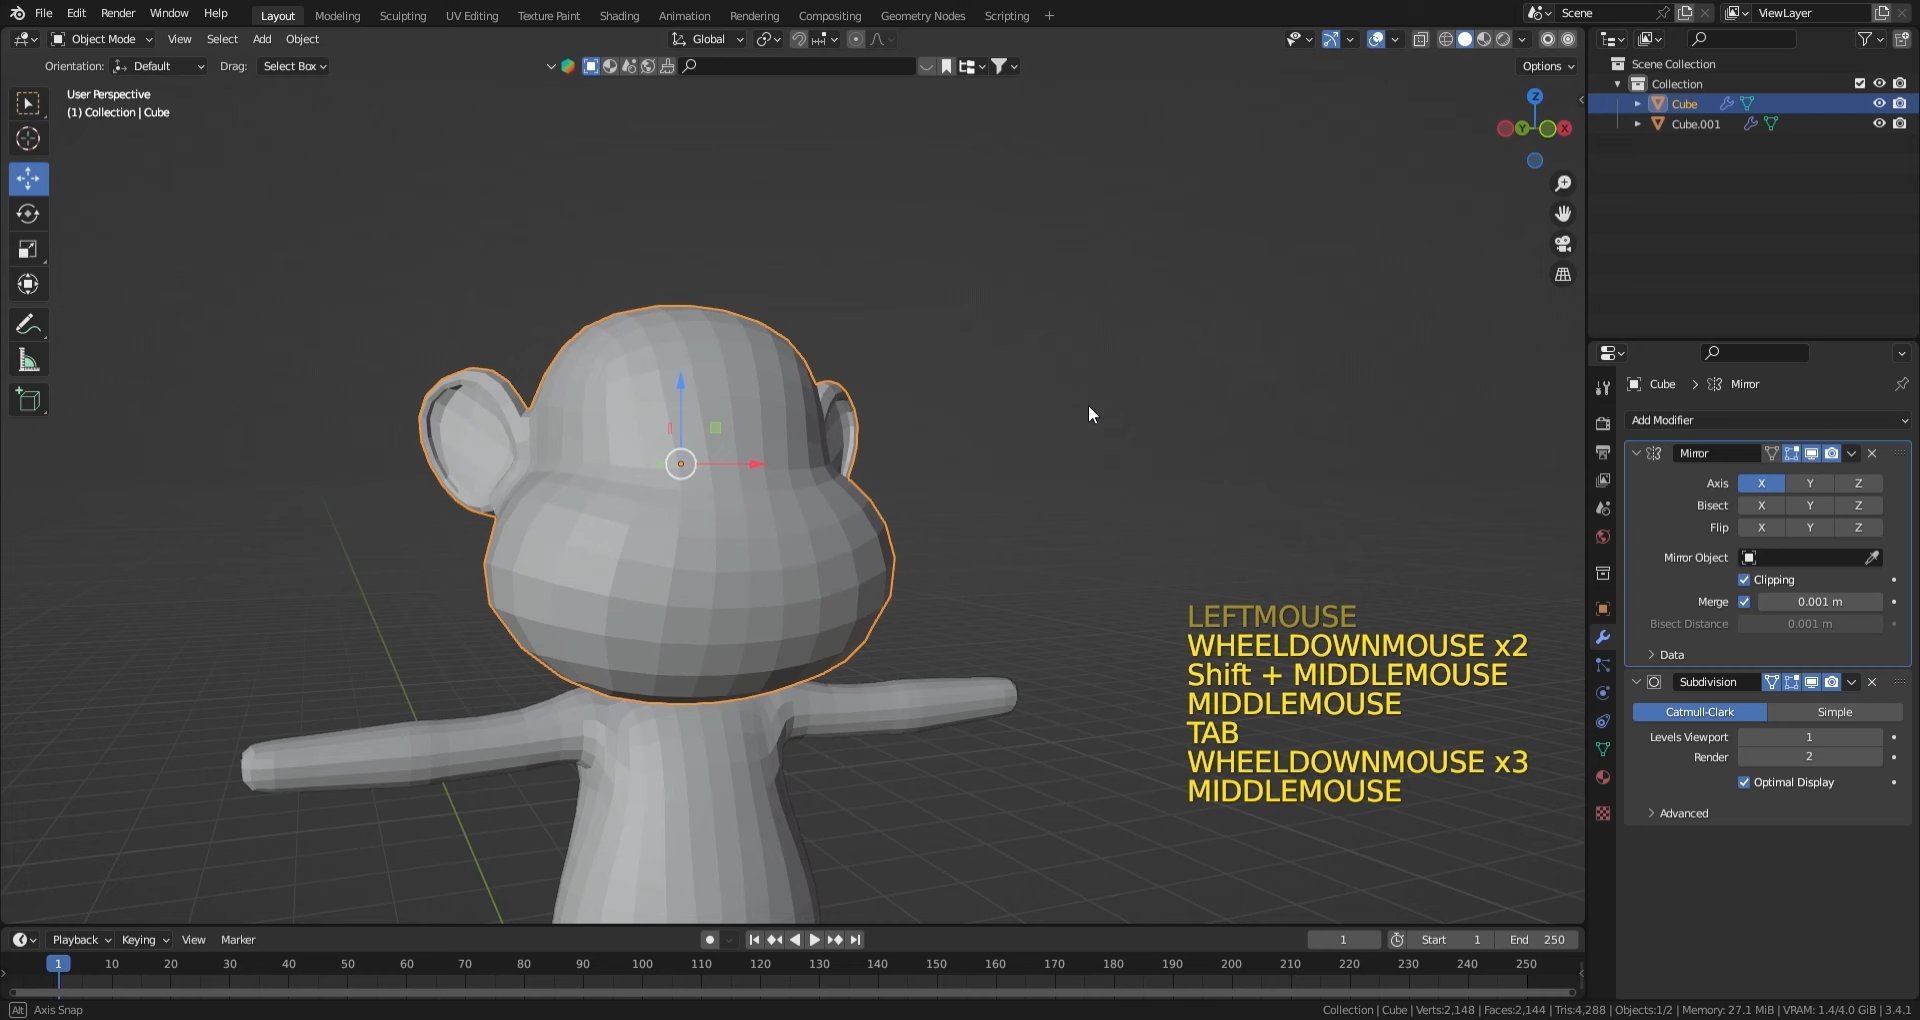 File Edit Render Window Help Layout Modeling Sculpting UV Editing Texture Paint Shading Animation Rendering Compositing Geometry Nodes Scripting + Scene ViewLayer
Object Mode View Select Add Object Global
Orientation: Default Drag: Select Box Options
User Perspective
(1) Collection | Cube
Z
Y X
Scene Collection
Collection
Cube
Cube.001
Cube > Mirror
Add Modifier
Mirror
Axis X Y Z
Bisect X Y Z
Flip X Y Z
Mirror Object
Clipping
Merge 0.001 m
Bisect Distance 0.001 m
Data
Subdivision
Catmull-Clark Simple
Levels Viewport 1
Render 2
Optimal Display
Advanced
LEFTMOUSE
WHEELDOWNMOUSE x2
Shift + MIDDLEMOUSE
MIDDLEMOUSE
TAB
WHEELDOWNMOUSE x3
MIDDLEMOUSE
Playback Keying View Marker 1 Start 1 End 250
1 10 20 30 40 50 60 70 80 90 100 110 120 130 140 150 160 170 180 190 200 210 220 230 240 250
Alt Axis Snap Collection | Cube | Verts:2,148 | Faces:2,144 | Tris:4,288 | Objects:1/2 | Memory: 27.1 MiB | VRAM: 1.4/4.0 GiB | 3.4.1